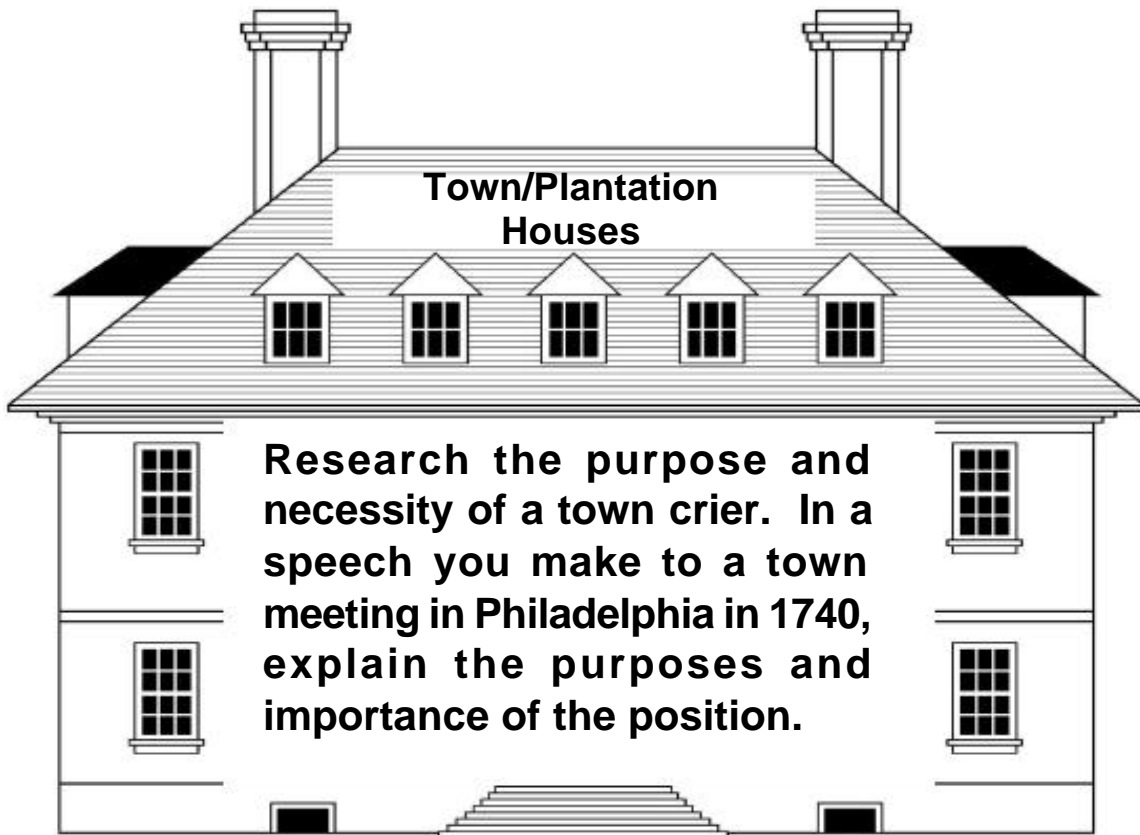 Town/Plantation
Houses
Research the purpose and
necessity of a town crier. In a
speech you make to a town
meeting in Philadelphia in 1740,
explain the purposes and
importance of the position.